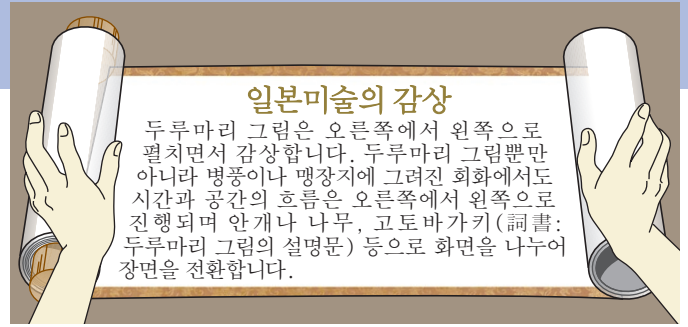 일본미술의 감상
두루마리 그림은 오른쪽에서 왼쪽으로
펼치면서 감상합니다. 두루마리 그림뿐만
아니라 병풍이나 맹장지에 그려진 회화에서도
시간과 공간의 흐름은 오른쪽에서 왼쪽으로
진행되며 안개나 나무, 고토바가키(詞書:
두루마리 그림의 설명문) 등으로 화면을 나누어
장면을 전환합니다.